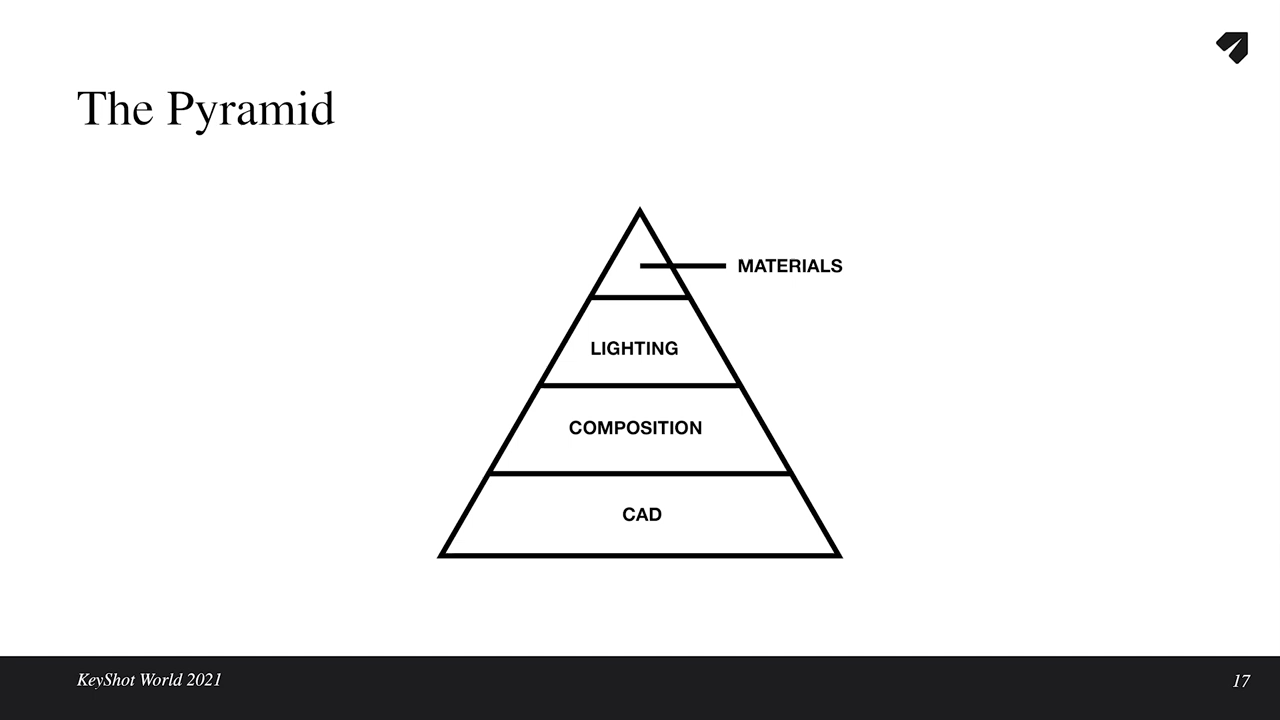 The Pyramid
MATERIALS
LIGHTING
COMPOSITION
CAD
KeyShot World 2021
17